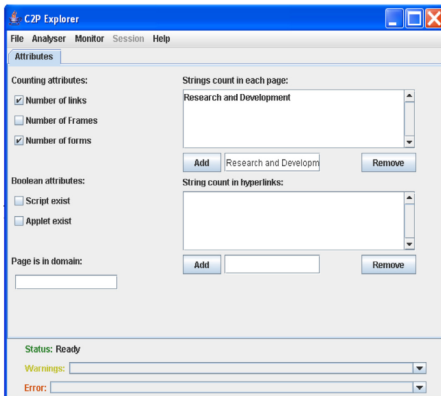 C2P Explorer
File Analyser Monitor Session Help
Attributes
Counting attributes:
Number of links
Number of Frames
Number of forms
Strings count in each page:
Research and Development
Add Research and Developm Remove
Boolean attributes:
Script exist
Applet exist
String count in hyperlinks:
Page is in domain:
Add Remove
Status: Ready
Warnings:
Error: